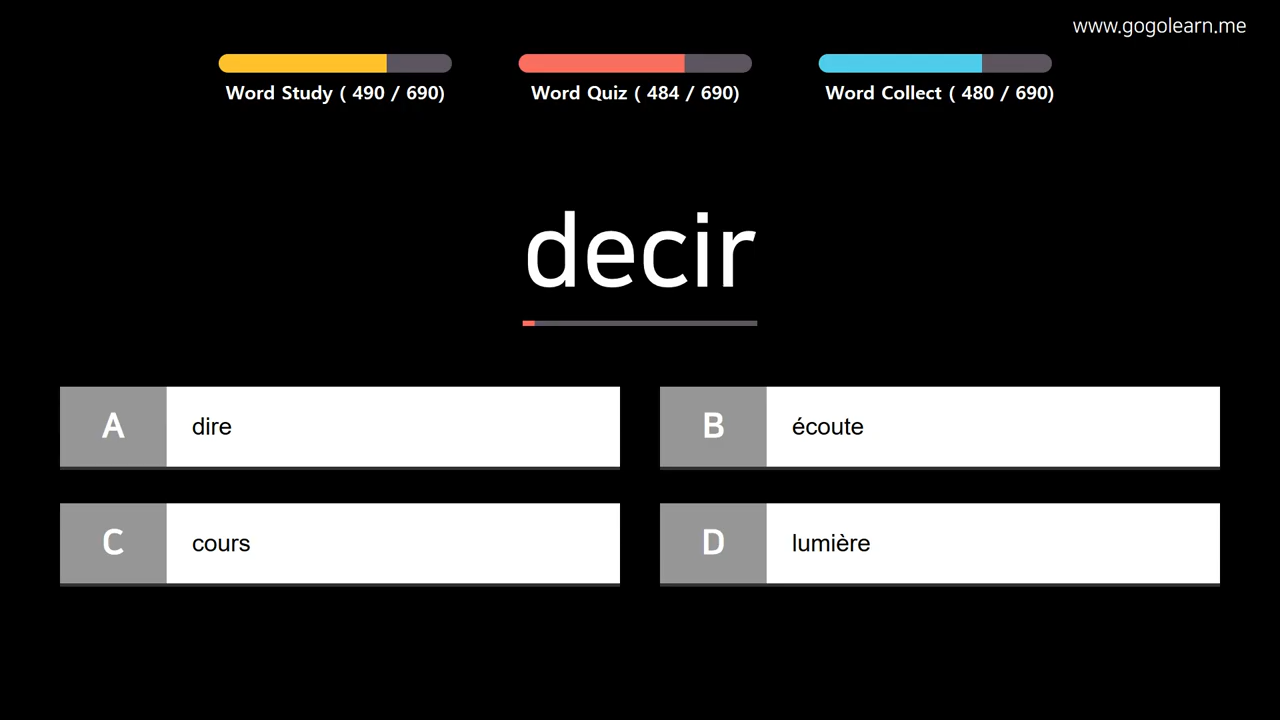 www.gogolearn.me
Word Study ( 490 / 690)
Word Quiz ( 484 / 690)
Word Collect ( 480 / 690)
decir
A dire
B écoute
C cours
D lumière